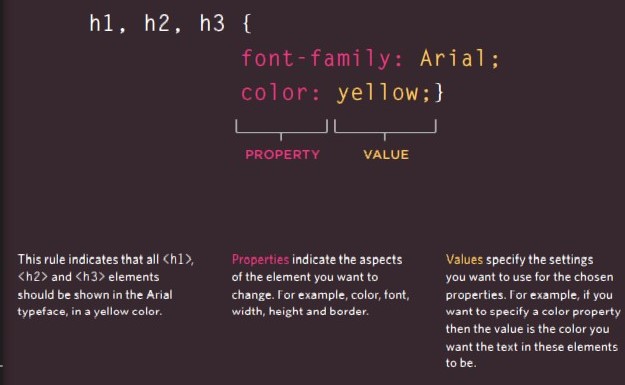 h1, h2, h3 {
font-family: Arial;
color: yellow;}
PROPERTY
VALUE
This rule indicates that all <h1>,
<h2> and <h3> elements
should be shown in the Arial
typeface, in a yellow color.
Properties indicate the aspects
of the element you want to
change. For example, color, font,
width, height and border.
Values specify the settings
you want to use for the chosen
properties. For example, if you
want to specify a color property
then the value is the color you
want the text in these elements
to be.